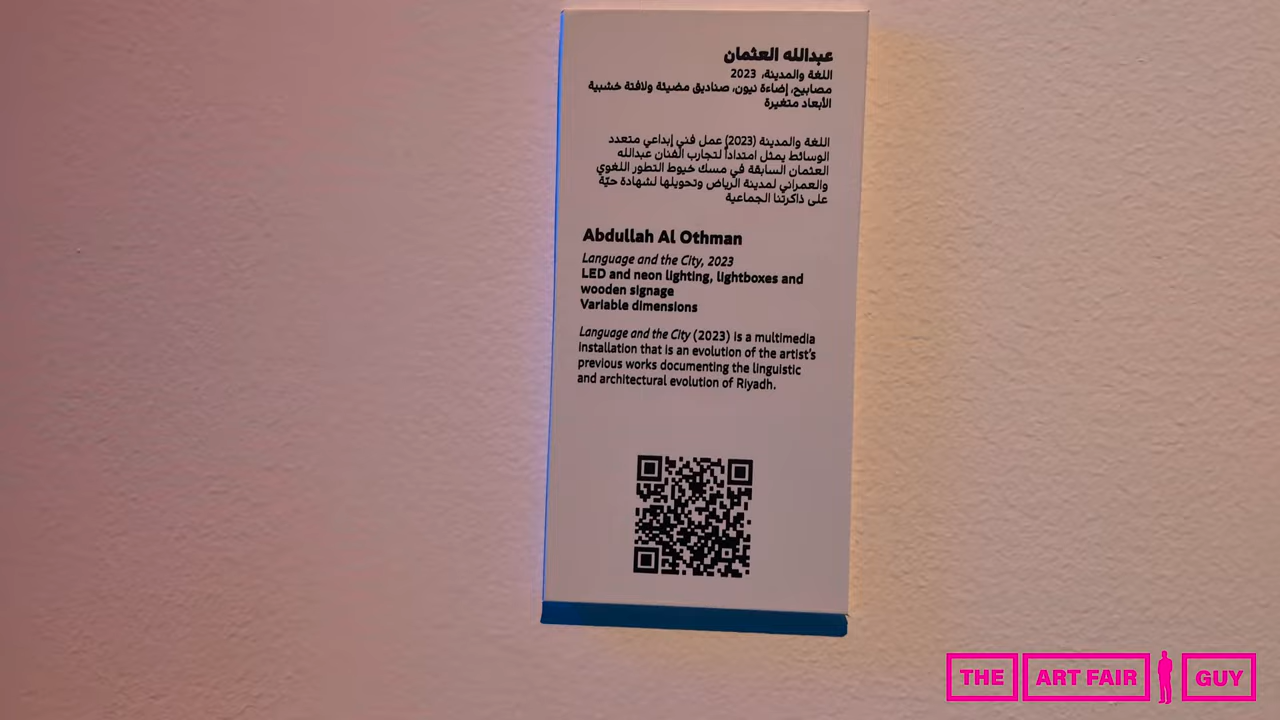 عبدالله العثمان
اللغة والمدينة، 2023
مصابيح، إضاءة نيون، صناديق مضيئة ولافتة خشبية
الأبعاد متغيرة
اللغة والمدينة (2023) عمل فني إبداعي متعدد
الوسائط يمثل امتداداً لتجارب الفنان عبدالله
العثمان السابقة في مسك خيوط التطور اللغوي
والعمراني لمدينة الرياض وتحويلها لشهادة حيّة
على ذاكرتنا الجماعية
Abdullah Al Othman
Language and the City, 2023
LED and neon lighting, lightboxes and
wooden signage
Variable dimensions
Language and the City (2023) is a multimedia
installation that is an evolution of the artist's
previous works documenting the linguistic
and architectural evolution of Riyadh.
THE ART FAIR GUY